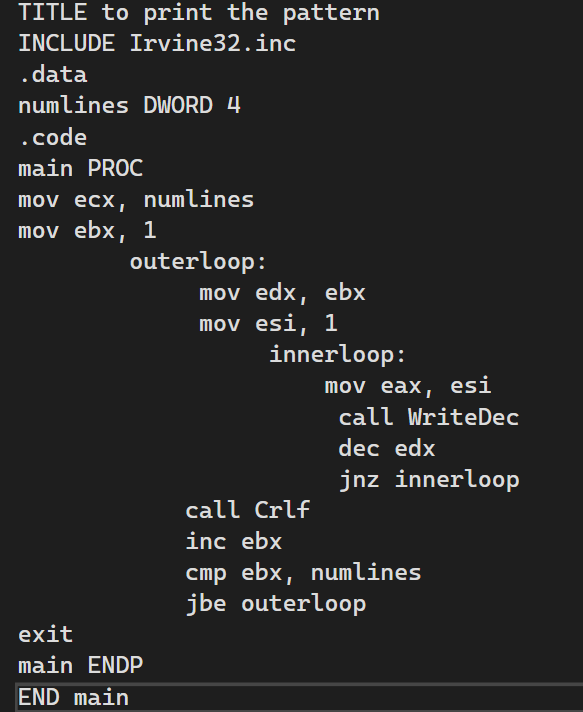 TITLE to print the pattern
INCLUDE Irvine32.inc
.data
numlines DWORD 4
.code
main PROC
mov ecx, numlines
mov ebx, 1
outerloop:
mov edx, ebx
mov esi, 1
innerloop:
mov eax, esi
call WriteDec
dec edx
jnz innerloop
call Crlf
inc ebx
cmp ebx, numlines
jbe outerloop
exit
main ENDP
END main